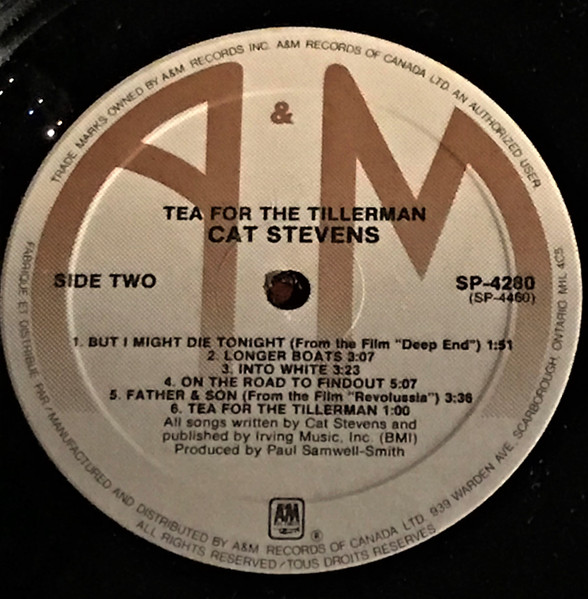 TRADE MARKS OWNED BY A&M RECORDS INC. A&M RECORDS OF CANADA LTD. AN AUTHORIZED USER
A & M
TEA FOR THE TILLERMAN
CAT STEVENS
SIDE TWO
SP-4280
(SP-4460)
1. BUT I MIGHT DIE TONIGHT (From the Film "Deep End") 1:51
2. LONGER BOATS 3:07
3. INTO WHITE 3:23
4. ON THE ROAD TO FINDOUT 5:07
5. FATHER & SON (From the Film "Revolussia") 3:36
6. TEA FOR THE TILLERMAN 1:00
All songs written by Cat Stevens and
published by Irving Music, Inc. (BMI)
Produced by Paul Samwell-Smith
AM
®
FABRIQUE ET DISTRIBUE PAR/MANUFACTURED AND DISTRIBUTED BY A&M RECORDS OF CANADA LTD. 939 WARDEN AVE. SCARBOROUGH, ONTARIO M1L 4C5
ALL RIGHTS RESERVED/TOUS DROITS RESERVES